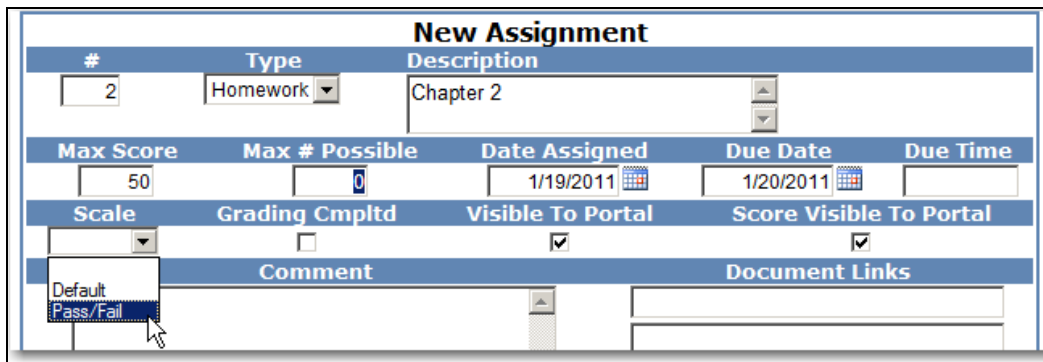 New Assignment
# Type Description
2 Homework Chapter 2
Max Score Max # Possible Date Assigned Due Date Due Time
50 0 1/19/2011 1/20/2011
Scale Grading Cmpltd Visible To Portal Score Visible To Portal
Comment Document Links
Default
Pass/Fail